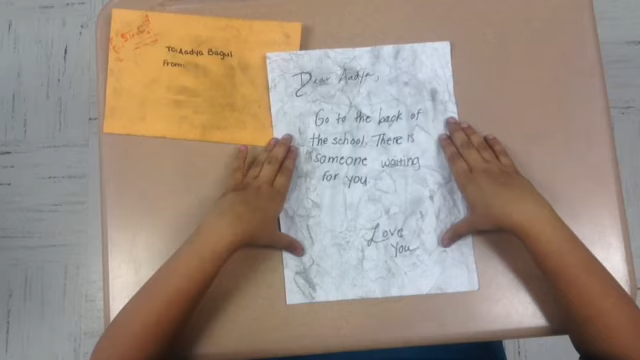 To: Aadya Bagul
From:
Dear Aadya,
Go to the back of
the school. There is
someone waiting
for you
Love
You